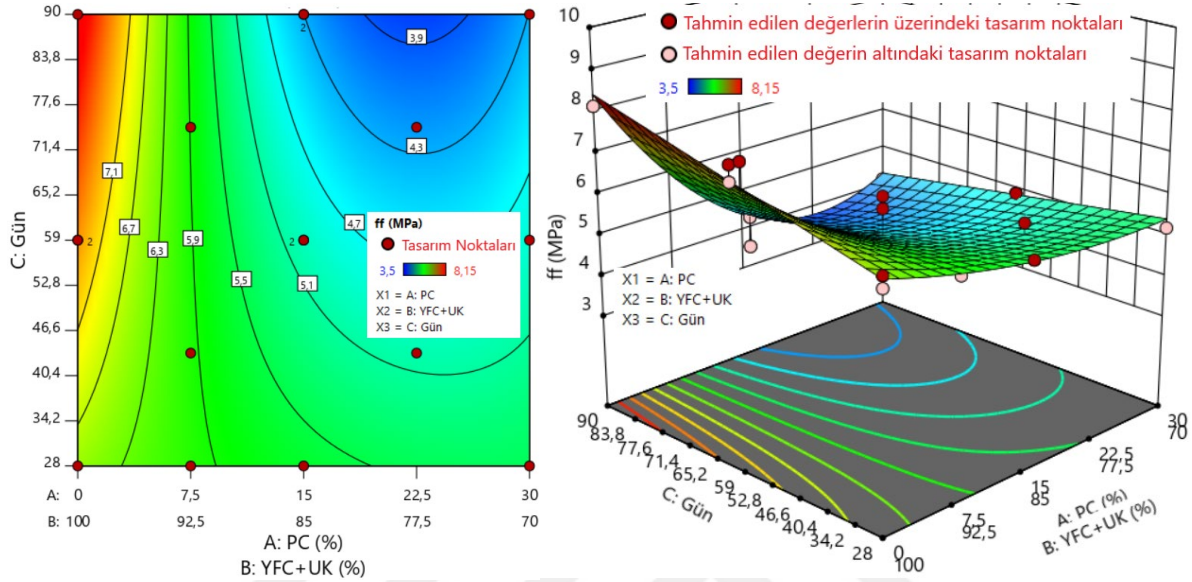 90
83,8
77,6
71,4
65,2
59
52,8
46,6
40,4
34,2
28
C: Gün
2
3,9
4,3
7,1
6,7
6,3
5,9
5,5
5,1
4,7
2
2
ff (MPa)
Tasarım Noktaları
3,5 8,15
X1 = A: PC
X2 = B: YFC+UK
X3 = C: Gün
A: 0 7,5 15 22,5 30
B: 100 92,5 85 77,5 70
A: PC (%)
B: YFC+UK (%)
Tahmin edilen değerlerin üzerindeki tasarım noktaları
Tahmin edilen değerin altındaki tasarım noktaları
3,5 8,15
10
9
8
7
6
5
4
3
ff (MPa)
X1 = A: PC
X2 = B: YFC+UK
X3 = C: Gün
90
83,8
77,6
71,4
65,2
59
52,8
46,6
40,4
34,2
28
C: Gün
0
100
7,5
92,5
15
85
22,5
77,5
30
70
A: PC (%)
B: YFC+UK (%)